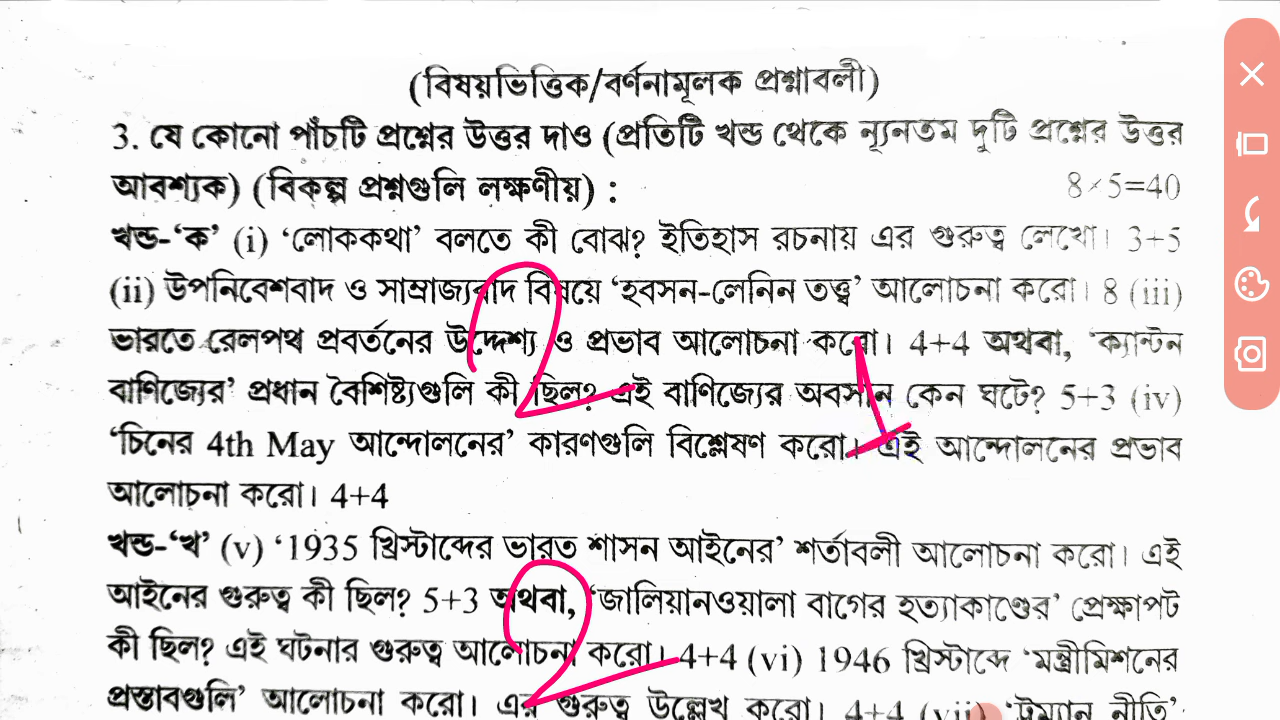 (বিষয়ভিত্তিক/বর্ণনামূলক প্রশ্নাবলী)
3. যে কোনো পাঁচটি প্রশ্নের উত্তর দাও (প্রতিটি খন্ড থেকে ন্যূনতম দুটি প্রশ্নের উত্তর
আবশ্যক) (বিকল্প প্রশ্নগুলি লক্ষণীয়) : 8×5=40
খন্ড-‘ক’ (i) ‘লোককথা’ বলতে কী বোঝ? ইতিহাস রচনায় এর গুরুত্ব লেখো। 3+5
(ii) উপনিবেশবাদ ও সাম্রাজ্যবাদ বিষয়ে ‘হবসন-লেনিন তত্ত্ব’ আলোচনা করো। 8 (iii)
ভারতে রেলপথ প্রবর্তনের উদ্দেশ্য ও প্রভাব আলোচনা করো। 4+4 অথবা, ‘ক্যান্টন
বাণিজ্যের’ প্রধান বৈশিষ্ট্যগুলি কী ছিল? এই বাণিজ্যের অবসান কেন ঘটে? 5+3 (iv)
‘চিনের 4th May আন্দোলনের’ কারণগুলি বিশ্লেষণ করো। এই আন্দোলনের প্রভাব
আলোচনা করো। 4+4
খন্ড-‘খ’ (v) ‘1935 খ্রিস্টাব্দের ভারত শাসন আইনের’ শর্তাবলী আলোচনা করো। এই
আইনের গুরুত্ব কী ছিল? 5+3 অথবা, ‘জালিয়ানওয়ালা বাগের হত্যাকাণ্ডের’ প্রেক্ষাপট
কী ছিল? এই ঘটনার গুরুত্ব আলোচনা করো। 4+4 (vi) 1946 খ্রিস্টাব্দে ‘মন্ত্রীমিশনের
প্রস্তাবগুলি’ আলোচনা করো। এর গুরুত্ব উল্লেখ করো। 4+4 (vii) ‘ট্রুম্যান নীতি’
2
1
2